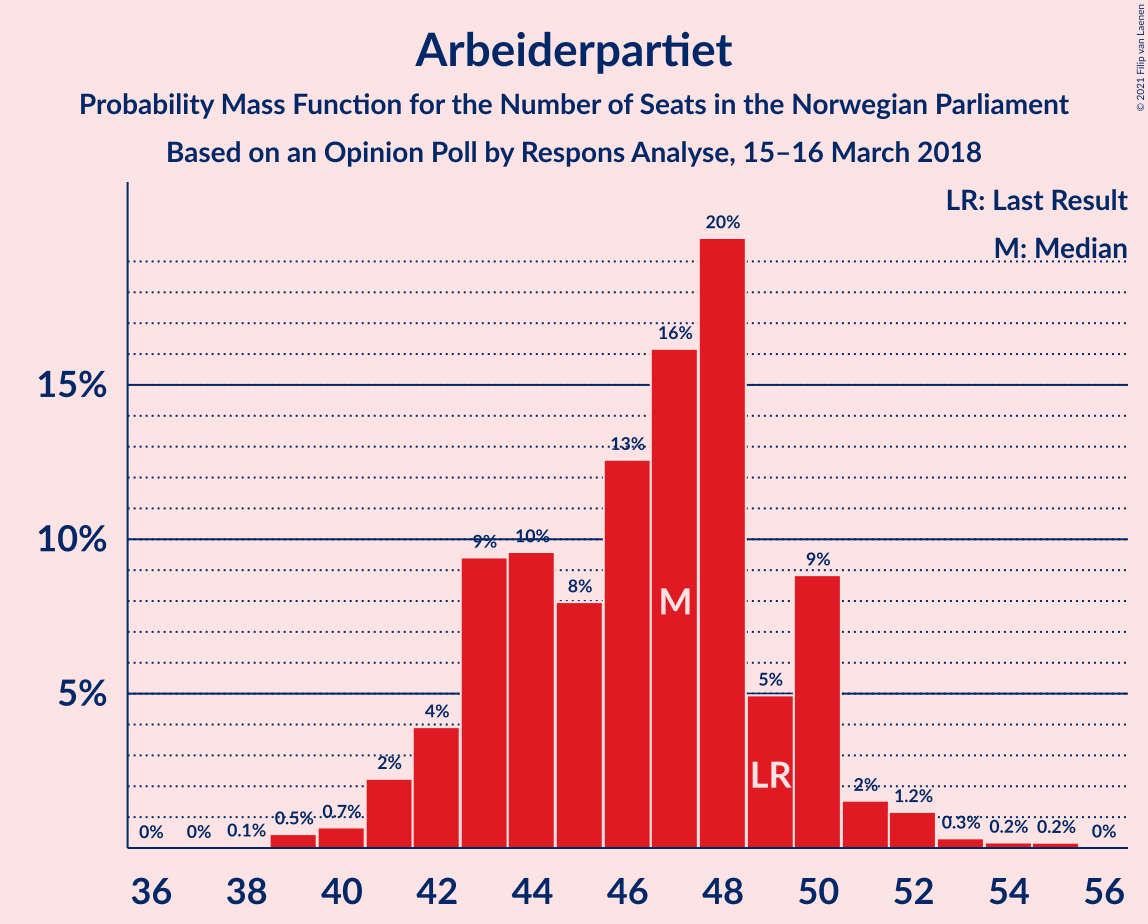 Arbeiderpartiet
Probability Mass Function for the Number of Seats in the Norwegian Parliament
Based on an Opinion Poll by Respons Analyse, 15–16 March 2018
© 2021 Filip van Laenen
LR: Last Result
M: Median
15%
10%
5%
0%
0%
0.1%
0.5%
0.7%
2%
4%
9%
10%
8%
13%
16%
20%
5%
9%
2%
1.2%
0.3%
0.2%
0.2%
0%
M
LR
36 38 40 42 44 46 48 50 52 54 56